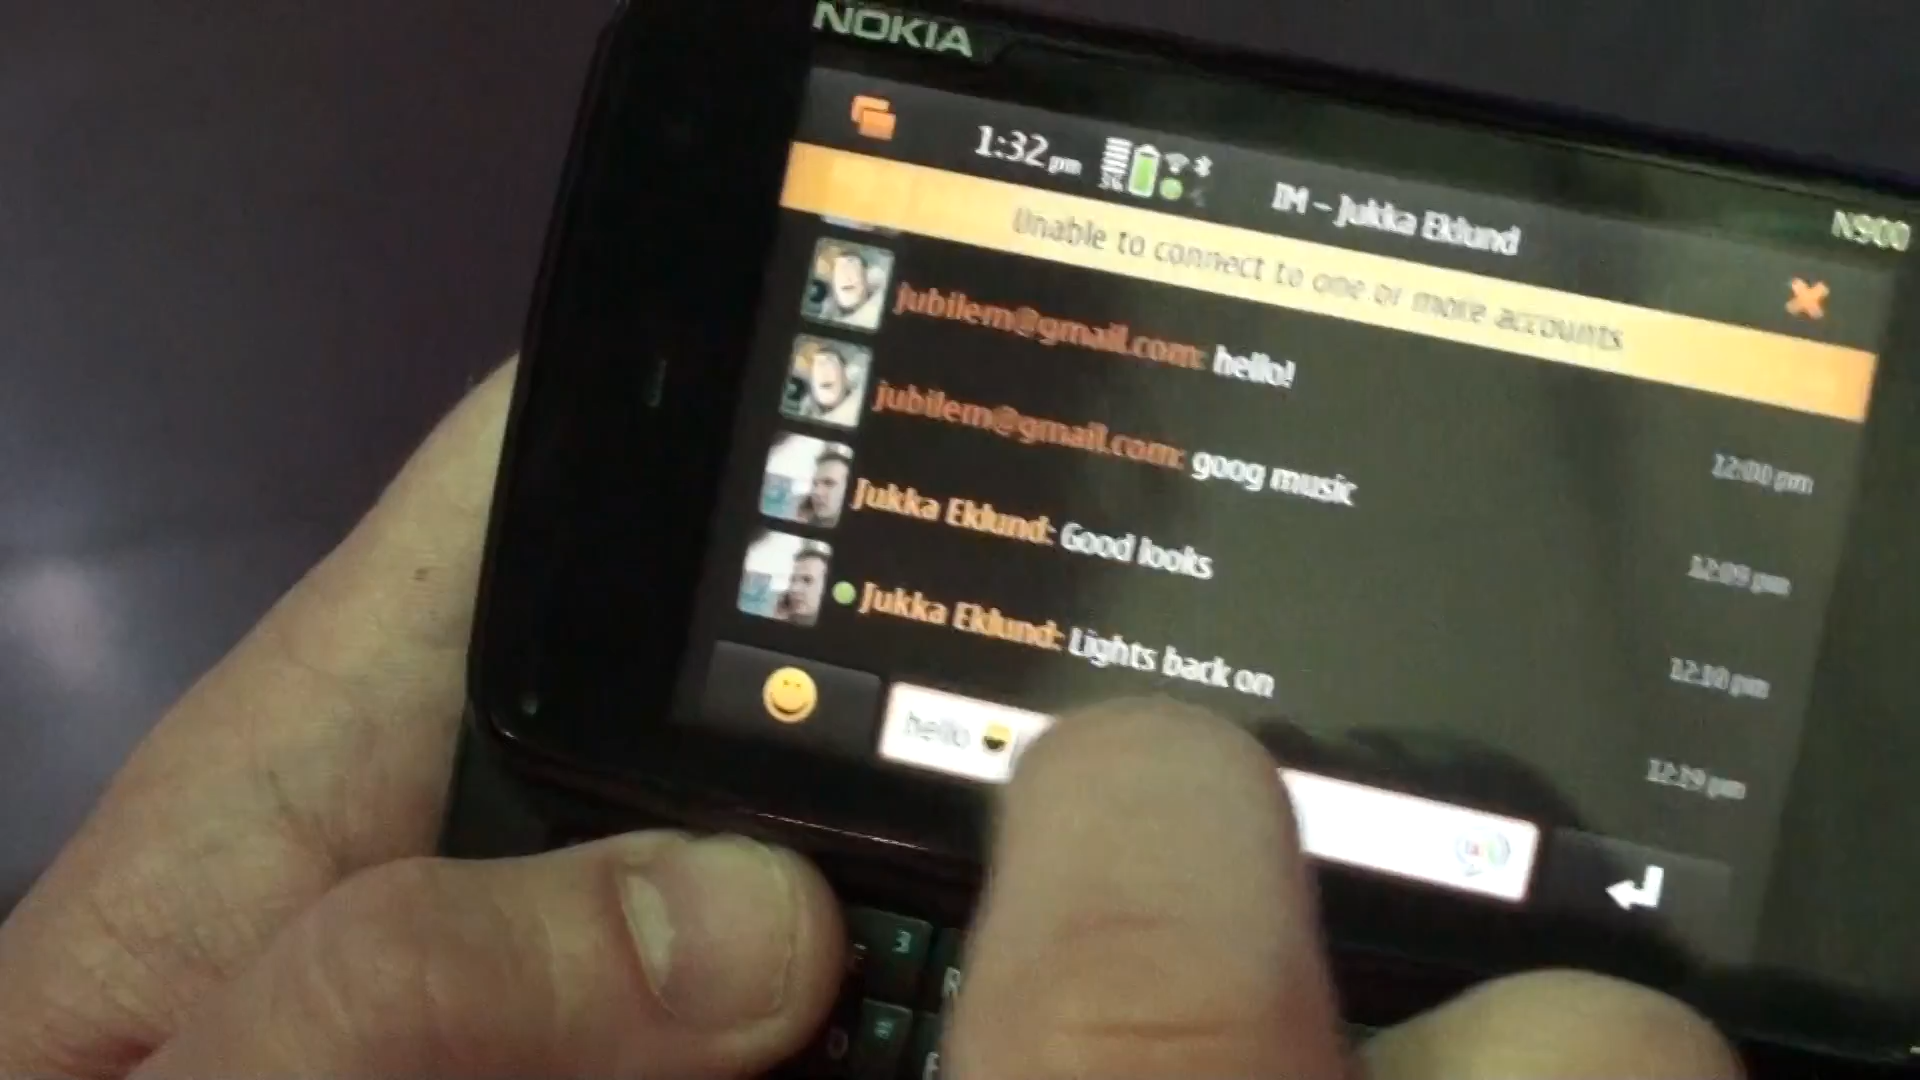 NOKIA
1:32 pm
IM - Jukka Eklund
N900
Unable to connect to one or more accounts
jubilem@gmail.com: hello!
12:00 pm
jubilem@gmail.com: goog music
12:09 pm
Jukka Eklund: Good looks
12:10 pm
Jukka Eklund: Lights back on
12:29 pm
hello
3
R
F